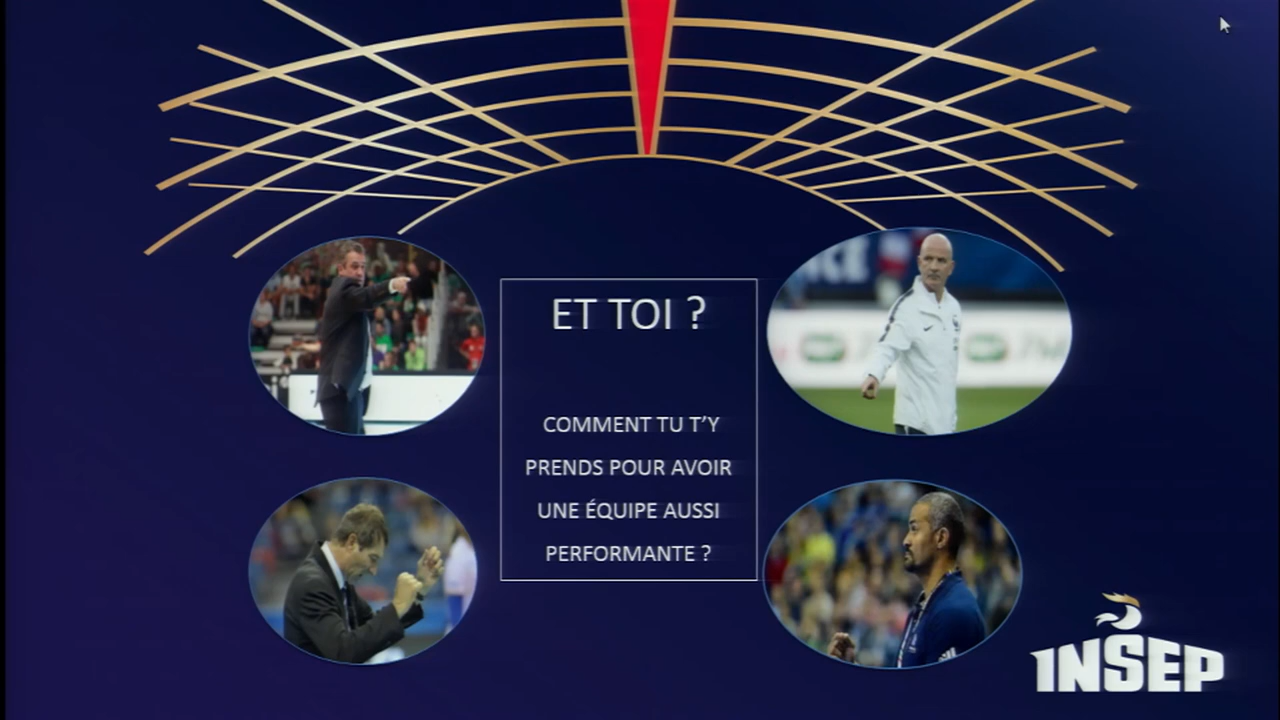 ET TOI ?
COMMENT TU T'Y
PRENDS POUR AVOIR
UNE ÉQUIPE AUSSI
PERFORMANTE ?
INSEP